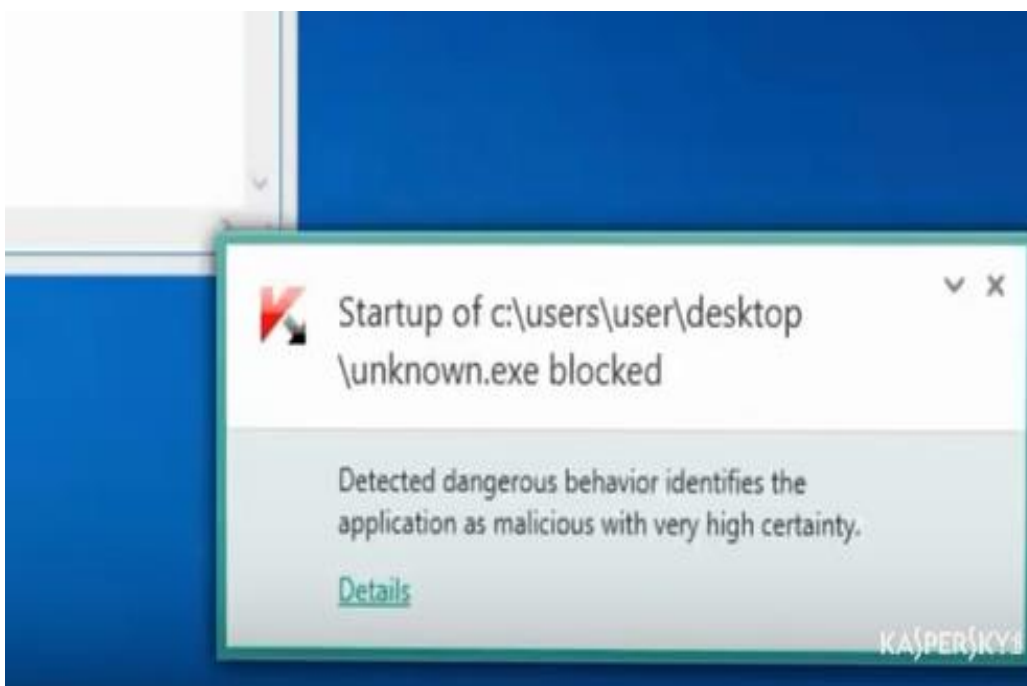 Startup of c:\users\user\desktop
\unknown.exe blocked
Detected dangerous behavior identifies the
application as malicious with very high certainty.
Details
KASPERSKY